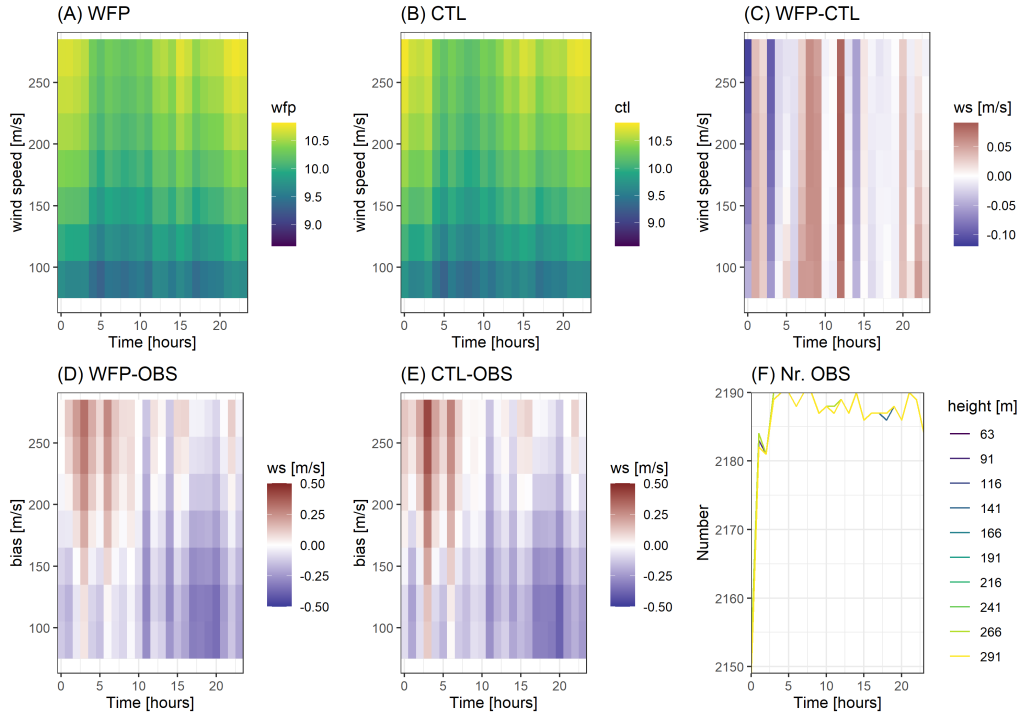 (A) WFP
(B) CTL
(C) WFP-CTL
wind speed [m/s]
250
200
150
100
0 5 10 15 20
Time [hours]
wfp
10.5
10.0
9.5
9.0
wind speed [m/s]
250
200
150
100
0 5 10 15 20
Time [hours]
ctl
10.5
10.0
9.5
9.0
wind speed [m/s]
250
200
150
100
0 5 10 15 20
Time [hours]
ws [m/s]
0.05
0.00
-0.05
-0.10
(D) WFP-OBS
(E) CTL-OBS
(F) Nr. OBS
bias [m/s]
250
200
150
100
0 5 10 15 20
Time [hours]
ws [m/s]
0.50
0.25
0.00
-0.25
-0.50
bias [m/s]
250
200
150
100
0 5 10 15 20
Time [hours]
ws [m/s]
0.50
0.25
0.00
-0.25
-0.50
Number
2190
2180
2170
2160
2150
0 5 10 15 20
Time [hours]
height [m]
63
91
116
141
166
191
216
241
266
291